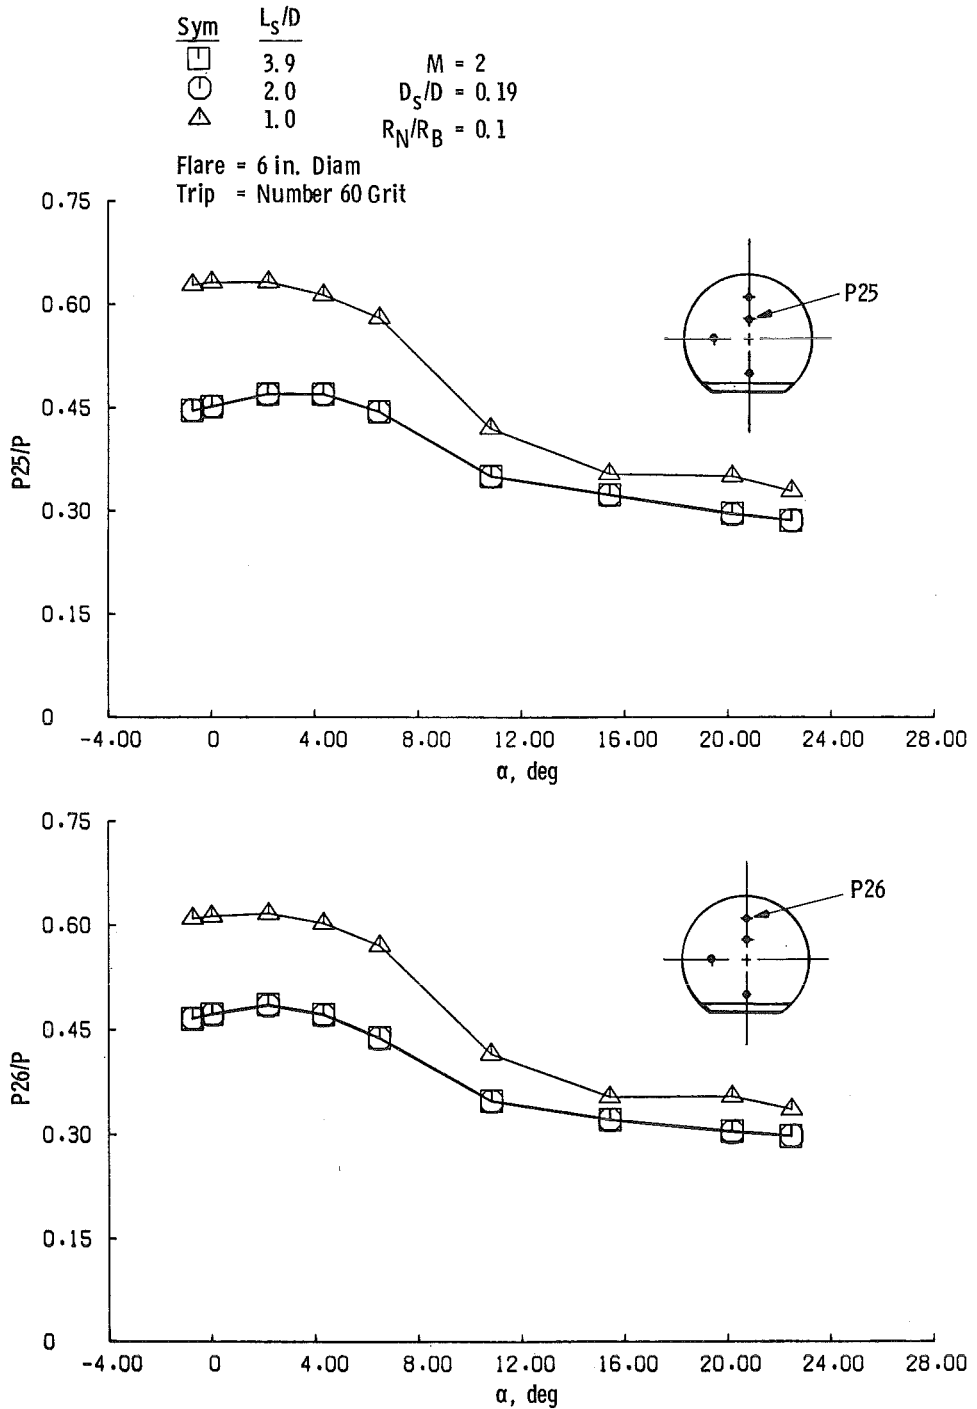 Sym Ls/D
3.9
2.0
1.0
M = 2
Ds/D = 0.19
RN/RB = 0.1
Flare = 6 in. Diam
Trip = Number 60 Grit
0.75
0.60
0.45
0.30
0.15
0
P25/P
P25
-4.00 0 4.00 8.00 12.00 16.00 20.00 24.00 28.00
α, deg
0.75
0.60
0.45
0.30
0.15
0
P26/P
P26
-4.00 0 4.00 8.00 12.00 16.00 20.00 24.00 28.00
α, deg